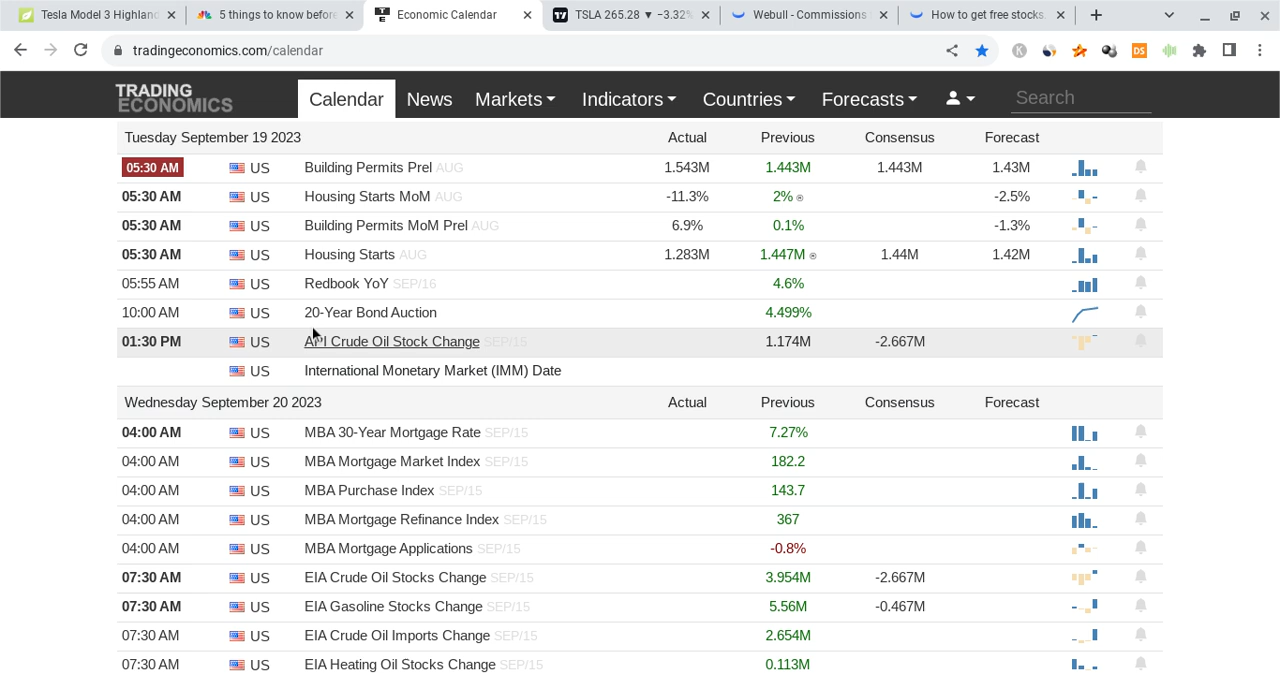 Tesla Model 3 Highland 5 things to know before Economic Calendar TSLA 265.28 ▼ −3.32% Webull - Commissions How to get free stocks.
tradingeconomics.com/calendar
TRADING ECONOMICS Calendar News Markets Indicators Countries Forecasts Search
Tuesday September 19 2023 Actual Previous Consensus Forecast
05:30 AM US Building Permits Prel AUG 1.543M 1.443M 1.443M 1.43M
05:30 AM US Housing Starts MoM AUG -11.3% 2% ® -2.5%
05:30 AM US Building Permits MoM Prel AUG 6.9% 0.1% -1.3%
05:30 AM US Housing Starts AUG 1.283M 1.447M ® 1.44M 1.42M
05:55 AM US Redbook YoY SEP/16 4.6%
10:00 AM US 20-Year Bond Auction 4.499%
01:30 PM US API Crude Oil Stock Change SEP/15 1.174M -2.667M
US International Monetary Market (IMM) Date
Wednesday September 20 2023 Actual Previous Consensus Forecast
04:00 AM US MBA 30-Year Mortgage Rate SEP/15 7.27%
04:00 AM US MBA Mortgage Market Index SEP/15 182.2
04:00 AM US MBA Purchase Index SEP/15 143.7
04:00 AM US MBA Mortgage Refinance Index SEP/15 367
04:00 AM US MBA Mortgage Applications SEP/15 -0.8%
07:30 AM US EIA Crude Oil Stocks Change SEP/15 3.954M -2.667M
07:30 AM US EIA Gasoline Stocks Change SEP/15 5.56M -0.467M
07:30 AM US EIA Crude Oil Imports Change SEP/15 2.654M
07:30 AM US EIA Heating Oil Stocks Change SEP/15 0.113M